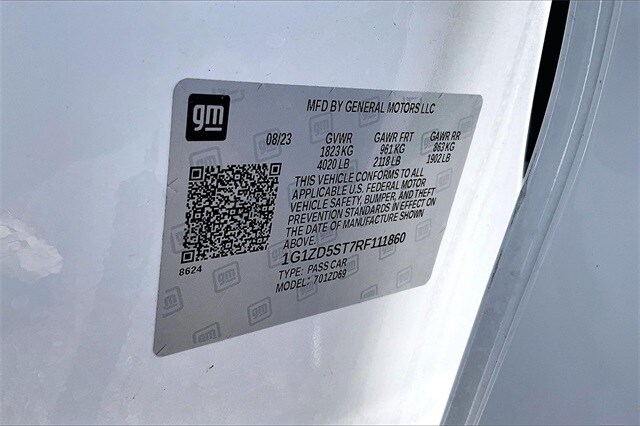 gm
MFD BY GENERAL MOTORS LLC
08/23 GVWR GAWR FRT GAWR RR
1823 KG 961 KG 863 KG
4020 LB 2118 LB 1902 LB
THIS VEHICLE CONFORMS TO ALL
APPLICABLE U.S. FEDERAL MOTOR
VEHICLE SAFETY, BUMPER, AND THEFT
PREVENTION STANDARDS IN EFFECT ON
THE DATE OF MANUFACTURE SHOWN
ABOVE
8624
1G1ZD5ST7RF111860
TYPE: PASS CAR
MODEL: 701ZD69